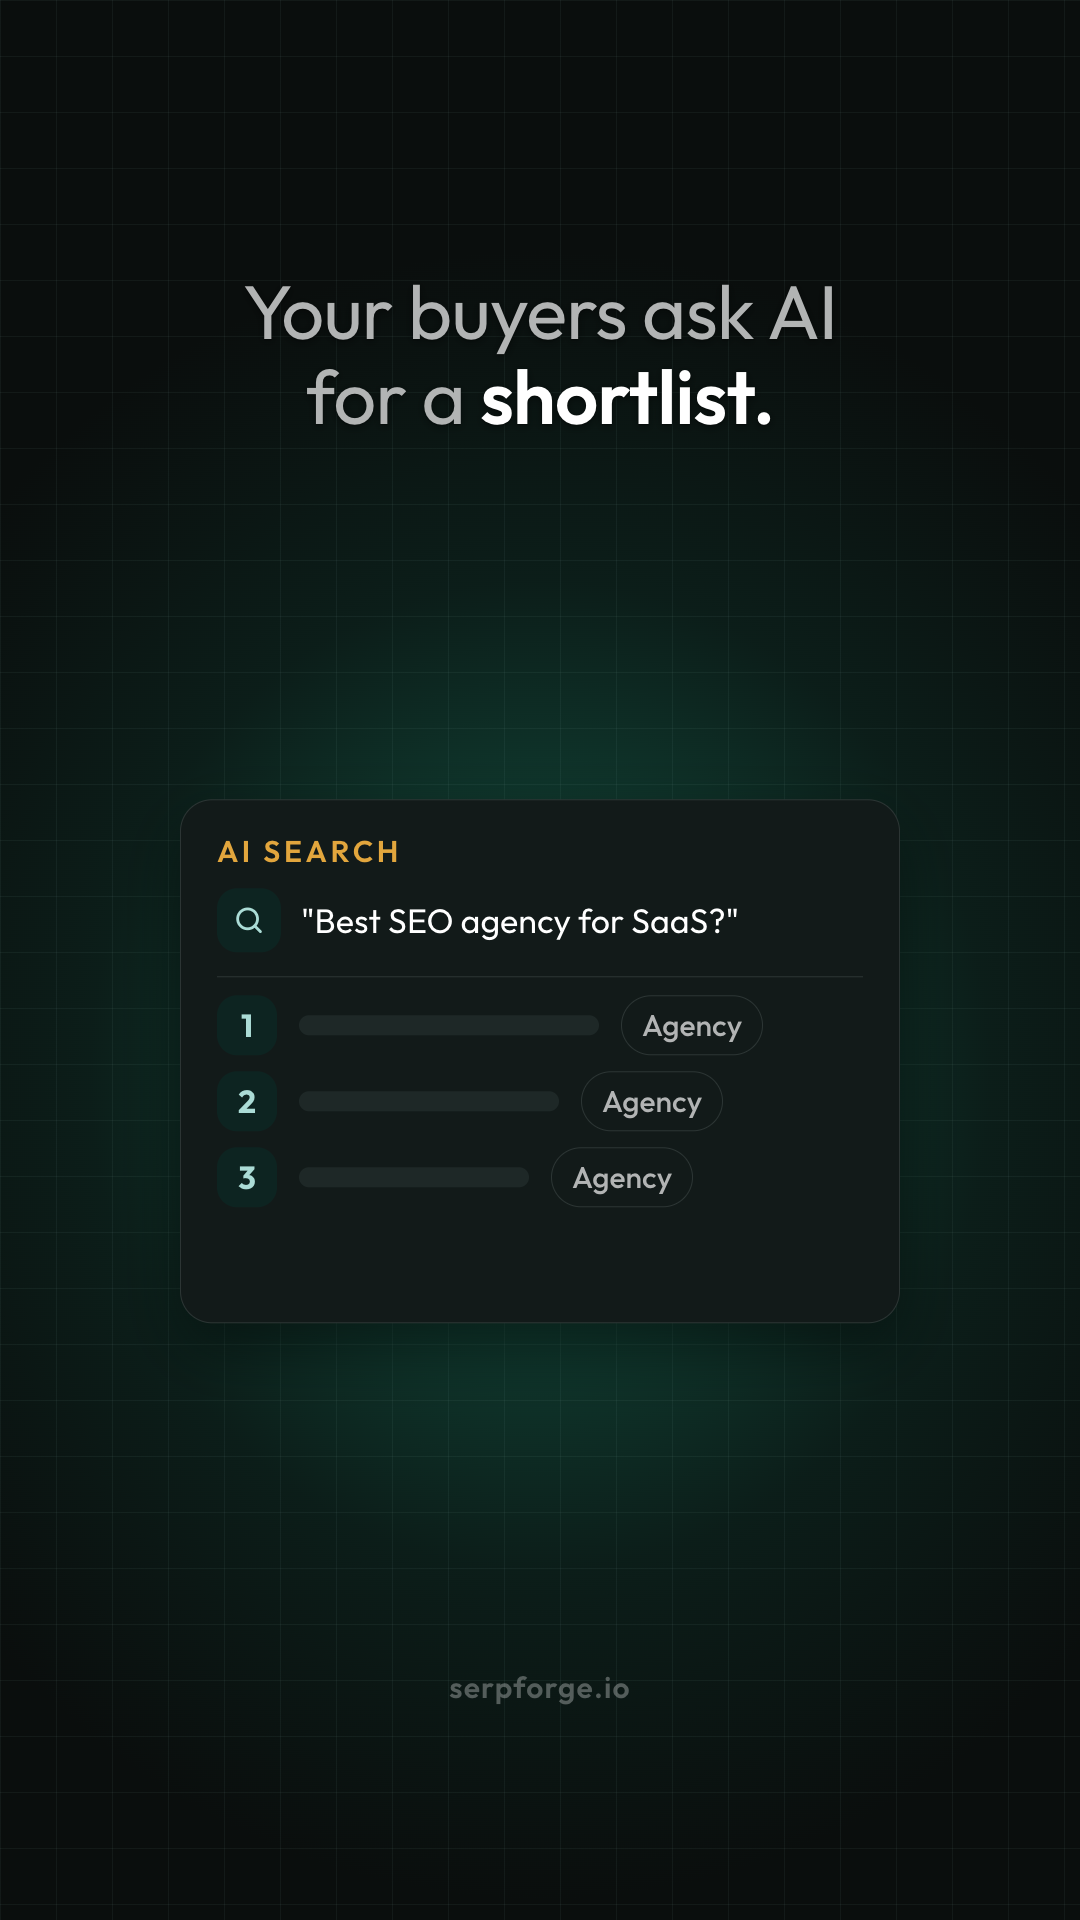 Your buyers ask AI
for a shortlist.
AI SEARCH
"Best SEO agency for SaaS?"
1 Agency
2 Agency
3 Agency
serpforge.io